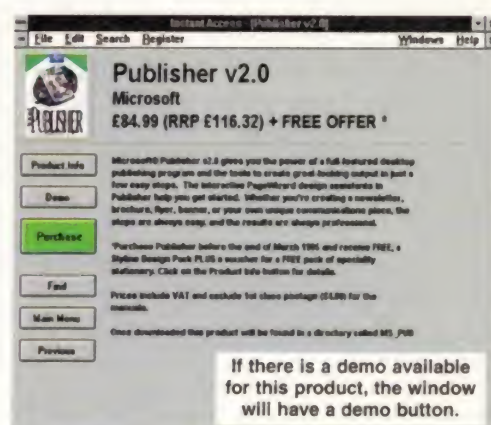 Instant Access - [Publisher v2.0]
File Edit Search Register Windows Help
PUBLISHER
Publisher v2.0
Microsoft
£84.99 (RRP £116.32) + FREE OFFER *
Product Info
Demo
Purchase
Find
Main Menu
Previous
Microsoft® Publisher v2.0 gives you the power of a full-featured desktop
publishing program and the tools to create great-looking output in just a
few easy steps. The interactive PageWizard design assistants in
Publisher help you get started. Whether you're creating a newsletter,
brochure, flyer, banner, or your own unique communications piece, the
steps are always easy, and the results are always professional.
*Purchase Publisher before the end of March 1995 and receive FREE, a
Design Pack PLUS a voucher for a FREE pack of speciality
stationery. Click on the Product Info button for details.
Prices include VAT and exclude 1st class postage for the
manuals.
Once downloaded this product will be found in a directory called MS_PUB
If there is a demo available
for this product, the window
will have a demo button.